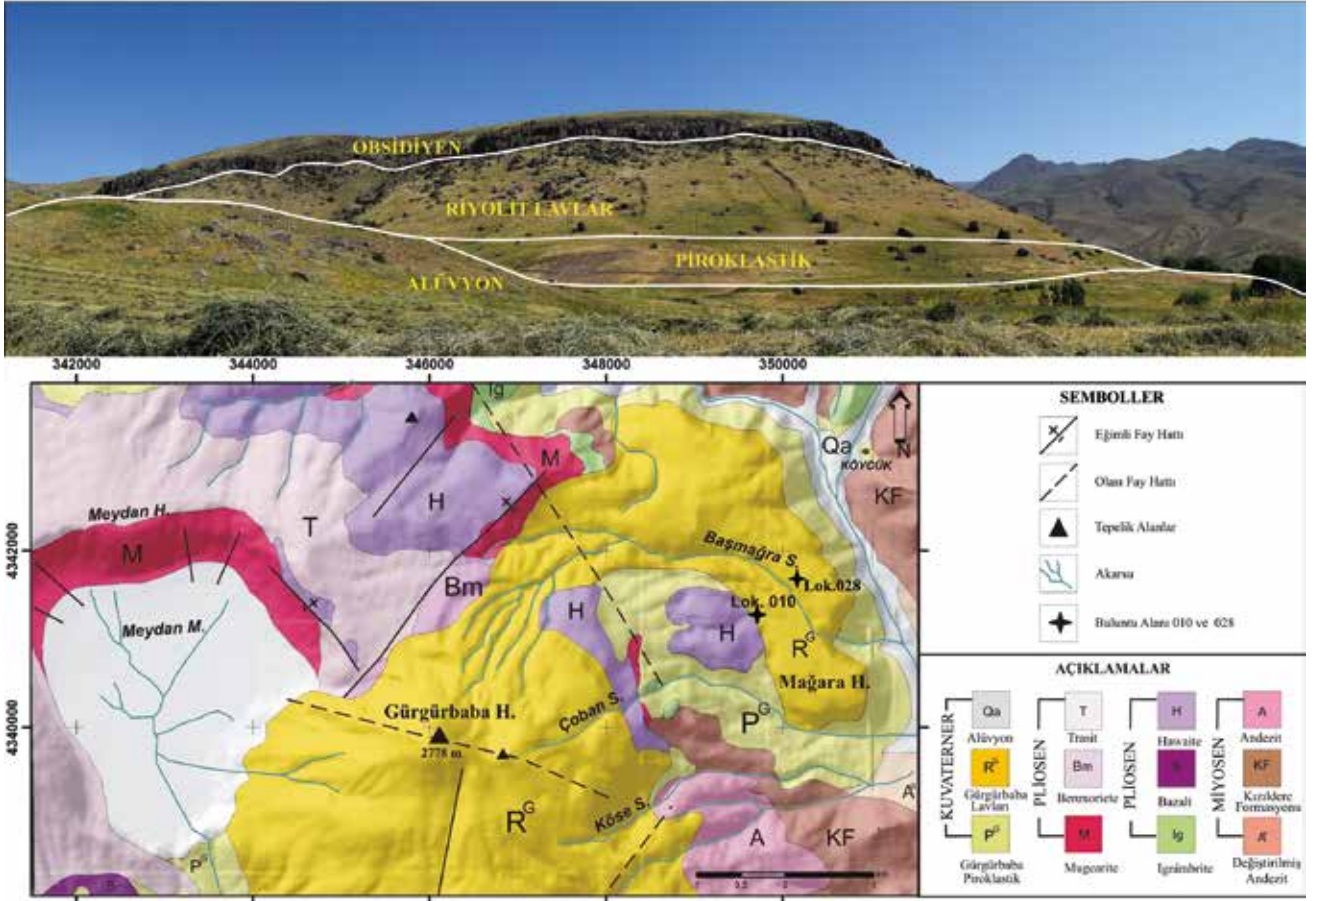 OBSİDİYEN
RİYOLİT LAVLAR
PİROKLASTİK
ALÜVYON
342000 344000 346000 348000 350000
4342000
4340000
Ig
M
Qa
KÖYCÜK
N
KF
H
Meydan H.
T
M
Başmağra S.
Lok.028
Bm
Lok. 010
H
H
Meydan M.
R G
Mağara H.
Gürgürbaba H.
Çoban S.
P G
2778 m
R G
Köse S.
A
KF
P G
SEMBOLLER
Eğimli Fay Hattı
Olası Fay Hattı
Tepelik Alanlar
Akarsu
Buluntu Alanı 010 ve 028
AÇIKLAMALAR
KUVATERNER
Qa
Alüvyon
R G
Gürgürbaba
Lavları
P G
Gürgürbaba
Piroklastik
PLİOSEN
T
Trasit
Bm
Benmoriete
M
Mugearite
PLİOSEN
H
Hawaite
Bazalt
Ig
Ignimbrite
MİYOSEN
A
Andezit
KF
Kızıldere
Formasyonu
Değiştirilmiş
Andezit